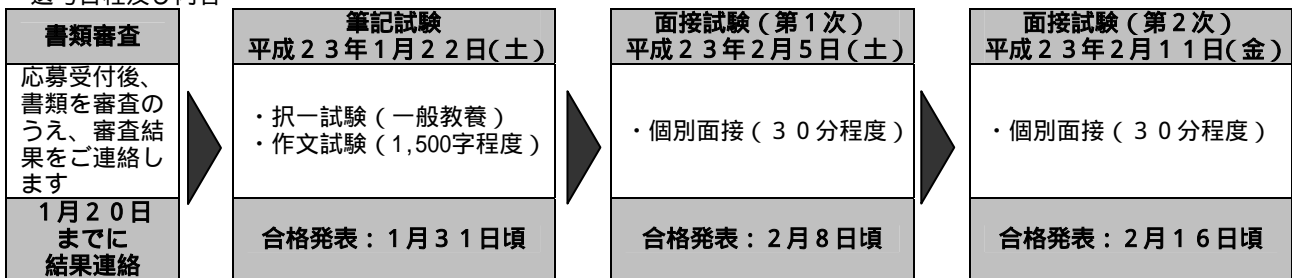 書類審査
応募受付後、
書類を審査の
うえ、審査結
果をご連絡し
ます
1月20日
までに
結果連絡
筆記試験
平成23年1月22日(土)
・択一試験(一般教養)
・作文試験(1,500字程度)
合格発表：1月31日頃
面接試験(第1次)
平成23年2月5日(土)
・個別面接(30分程度)
合格発表：2月8日頃
面接試験(第2次)
平成23年2月11日(金)
・個別面接(30分程度)
合格発表：2月16日頃